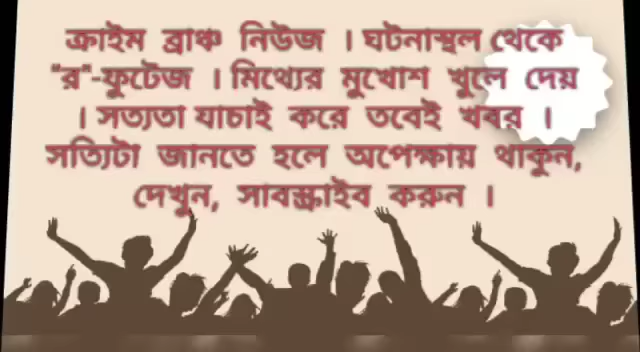 ক্রাইম ব্রাঞ্চ নিউজ । ঘটনাস্থল থেকে
"র"-ফুটেজ । মিথ্যের মুখোশ খুলে দেয়
। সত্যতা যাচাই করে তবেই খবর ।
সত্যিটা জানতে হলে অপেক্ষায় থাকুন,
দেখুন, সাবস্ক্রাইব করুন ।